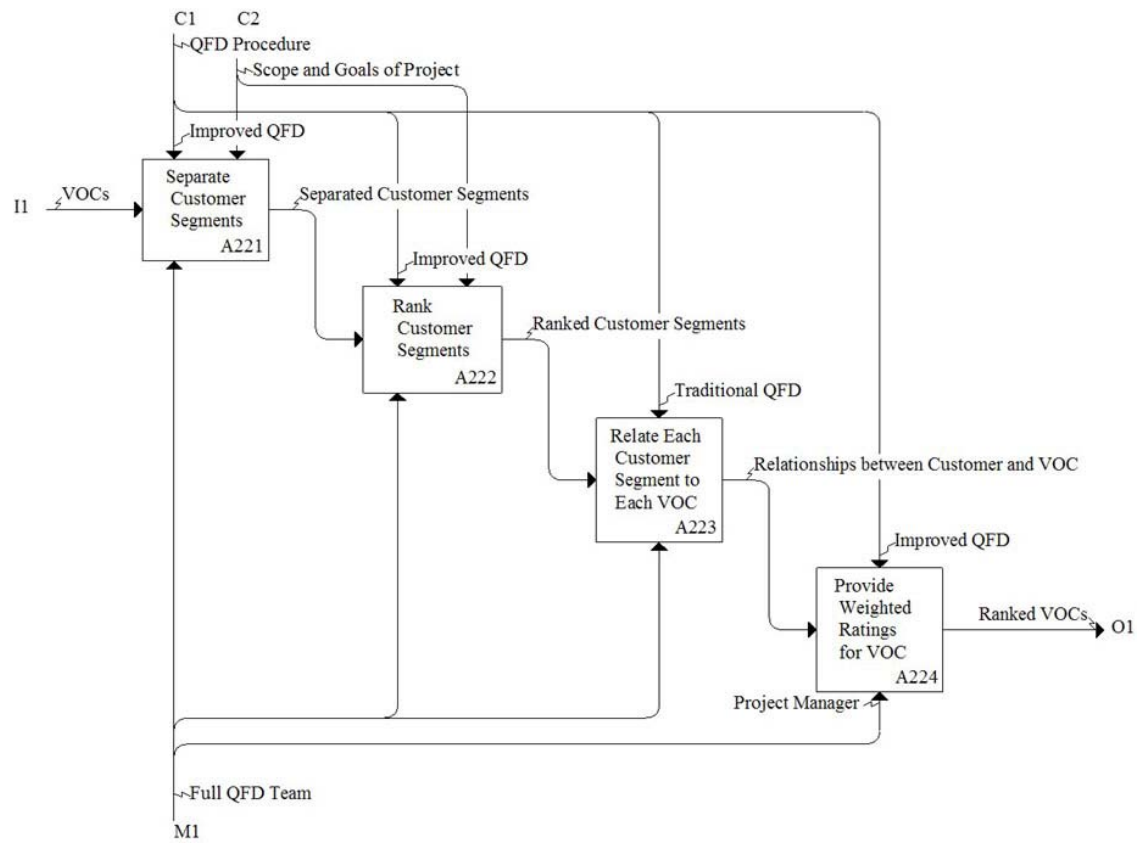 C1
C2
QFD Procedure
Scope and Goals of Project
Improved QFD
Separate
Customer
Segments
A221
I1
VOCs
Separated Customer Segments
Improved QFD
Rank
Customer
Segments
A222
Ranked Customer Segments
Traditional QFD
Relate Each
Customer
Segment to
Each VOC
A223
Relationships between Customer and VOC
Improved QFD
Provide
Weighted
Ratings
for VOC
A224
Ranked VOCs
O1
Project Manager
Full QFD Team
M1